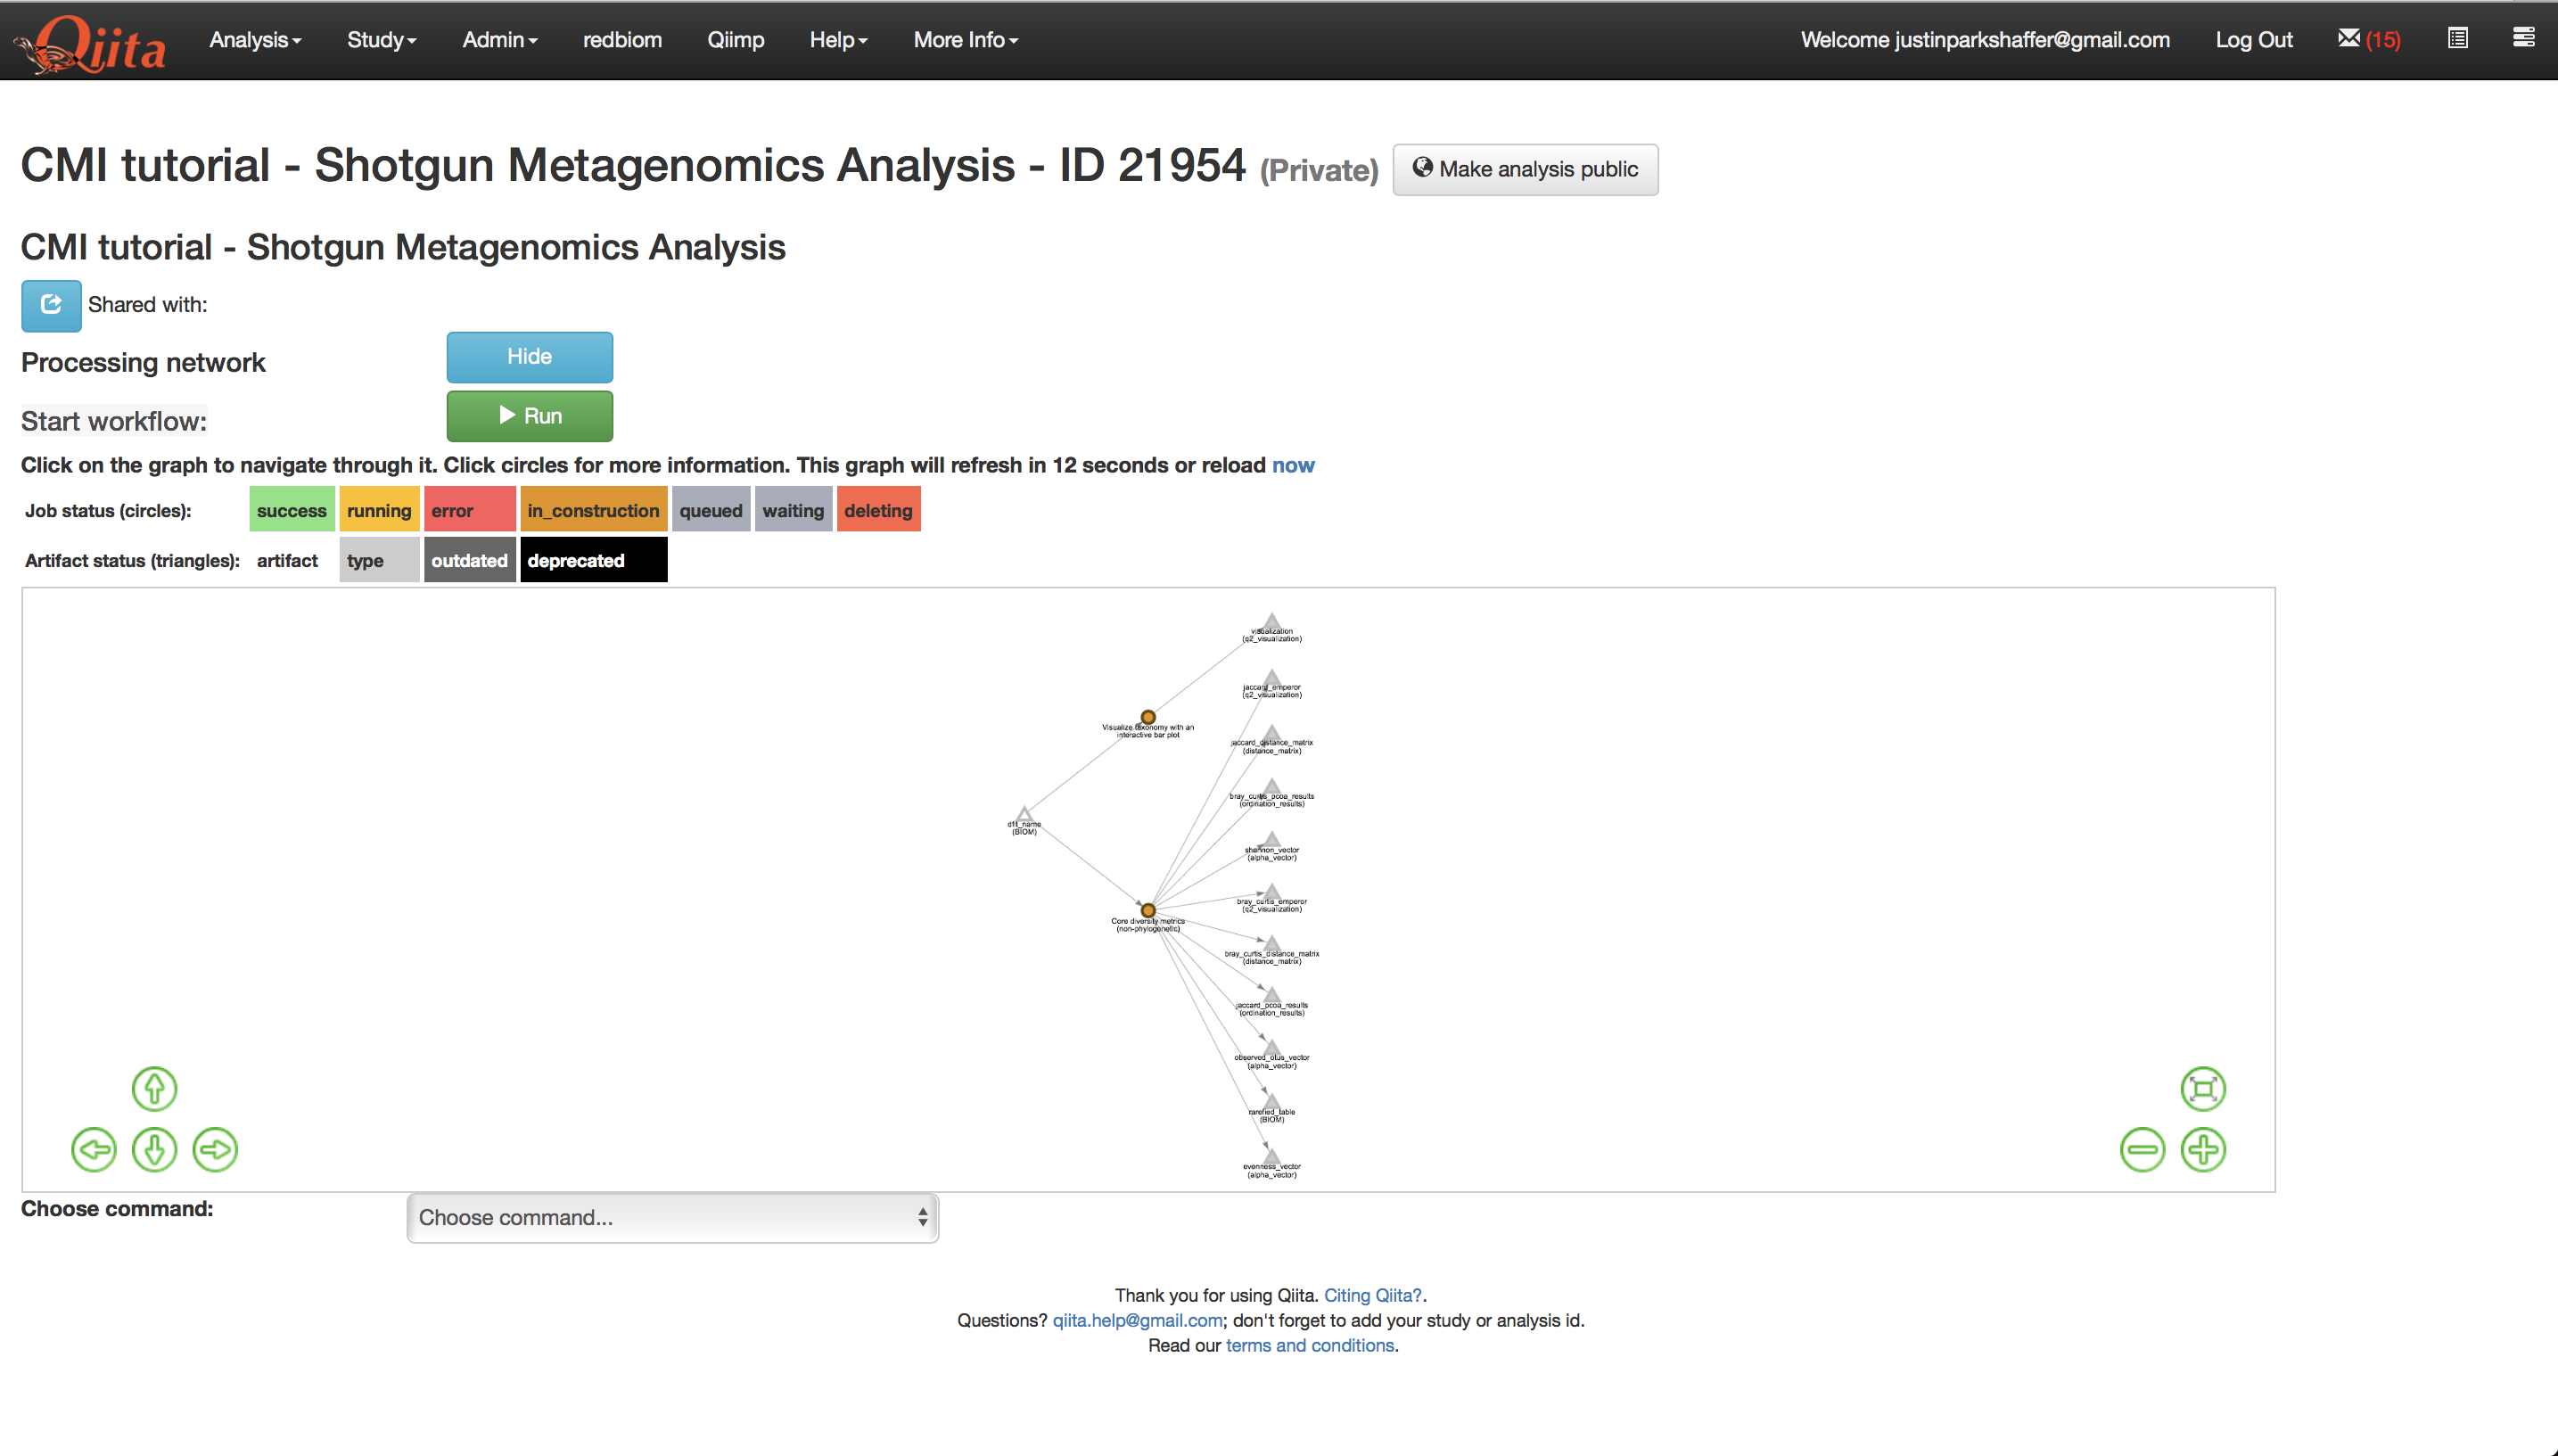 Qiita Analysis Study Admin redbiom Qiimp Help More Info Welcome justinparkshaffer@gmail.com Log Out (15)
CMI tutorial - Shotgun Metagenomics Analysis - ID 21954 (Private) Make analysis public
CMI tutorial - Shotgun Metagenomics Analysis
Shared with:
Processing network Hide
Start workflow: Run
Click on the graph to navigate through it. Click circles for more information. This graph will refresh in 12 seconds or reload now
Job status (circles): success running error in_construction queued waiting deleting
Artifact status (triangles): artifact type outdated deprecated
visualization
(q2_visualization)
jaccard_emperor
(q2_visualization)
Visualize taxonomy with an
interactive bar plot
jaccard_distance_matrix
(distance_matrix)
bray_curtis_pcoa_results
(ordination_results)
dflt_name
(BIOM)
shannon_vector
(alpha_vector)
bray_curtis_emperor
(q2_visualization)
Core diversity metrics
(non-phylogenetic)
bray_curtis_distance_matrix
(distance_matrix)
jaccard_pcoa_results
(ordination_results)
observed_otus_vector
(alpha_vector)
rarefied_table
(BIOM)
evenness_vector
(alpha_vector)
Choose command: Choose command...
Thank you for using Qiita. Citing Qiita?.
Questions? qiita.help@gmail.com; don't forget to add your study or analysis id.
Read our terms and conditions.